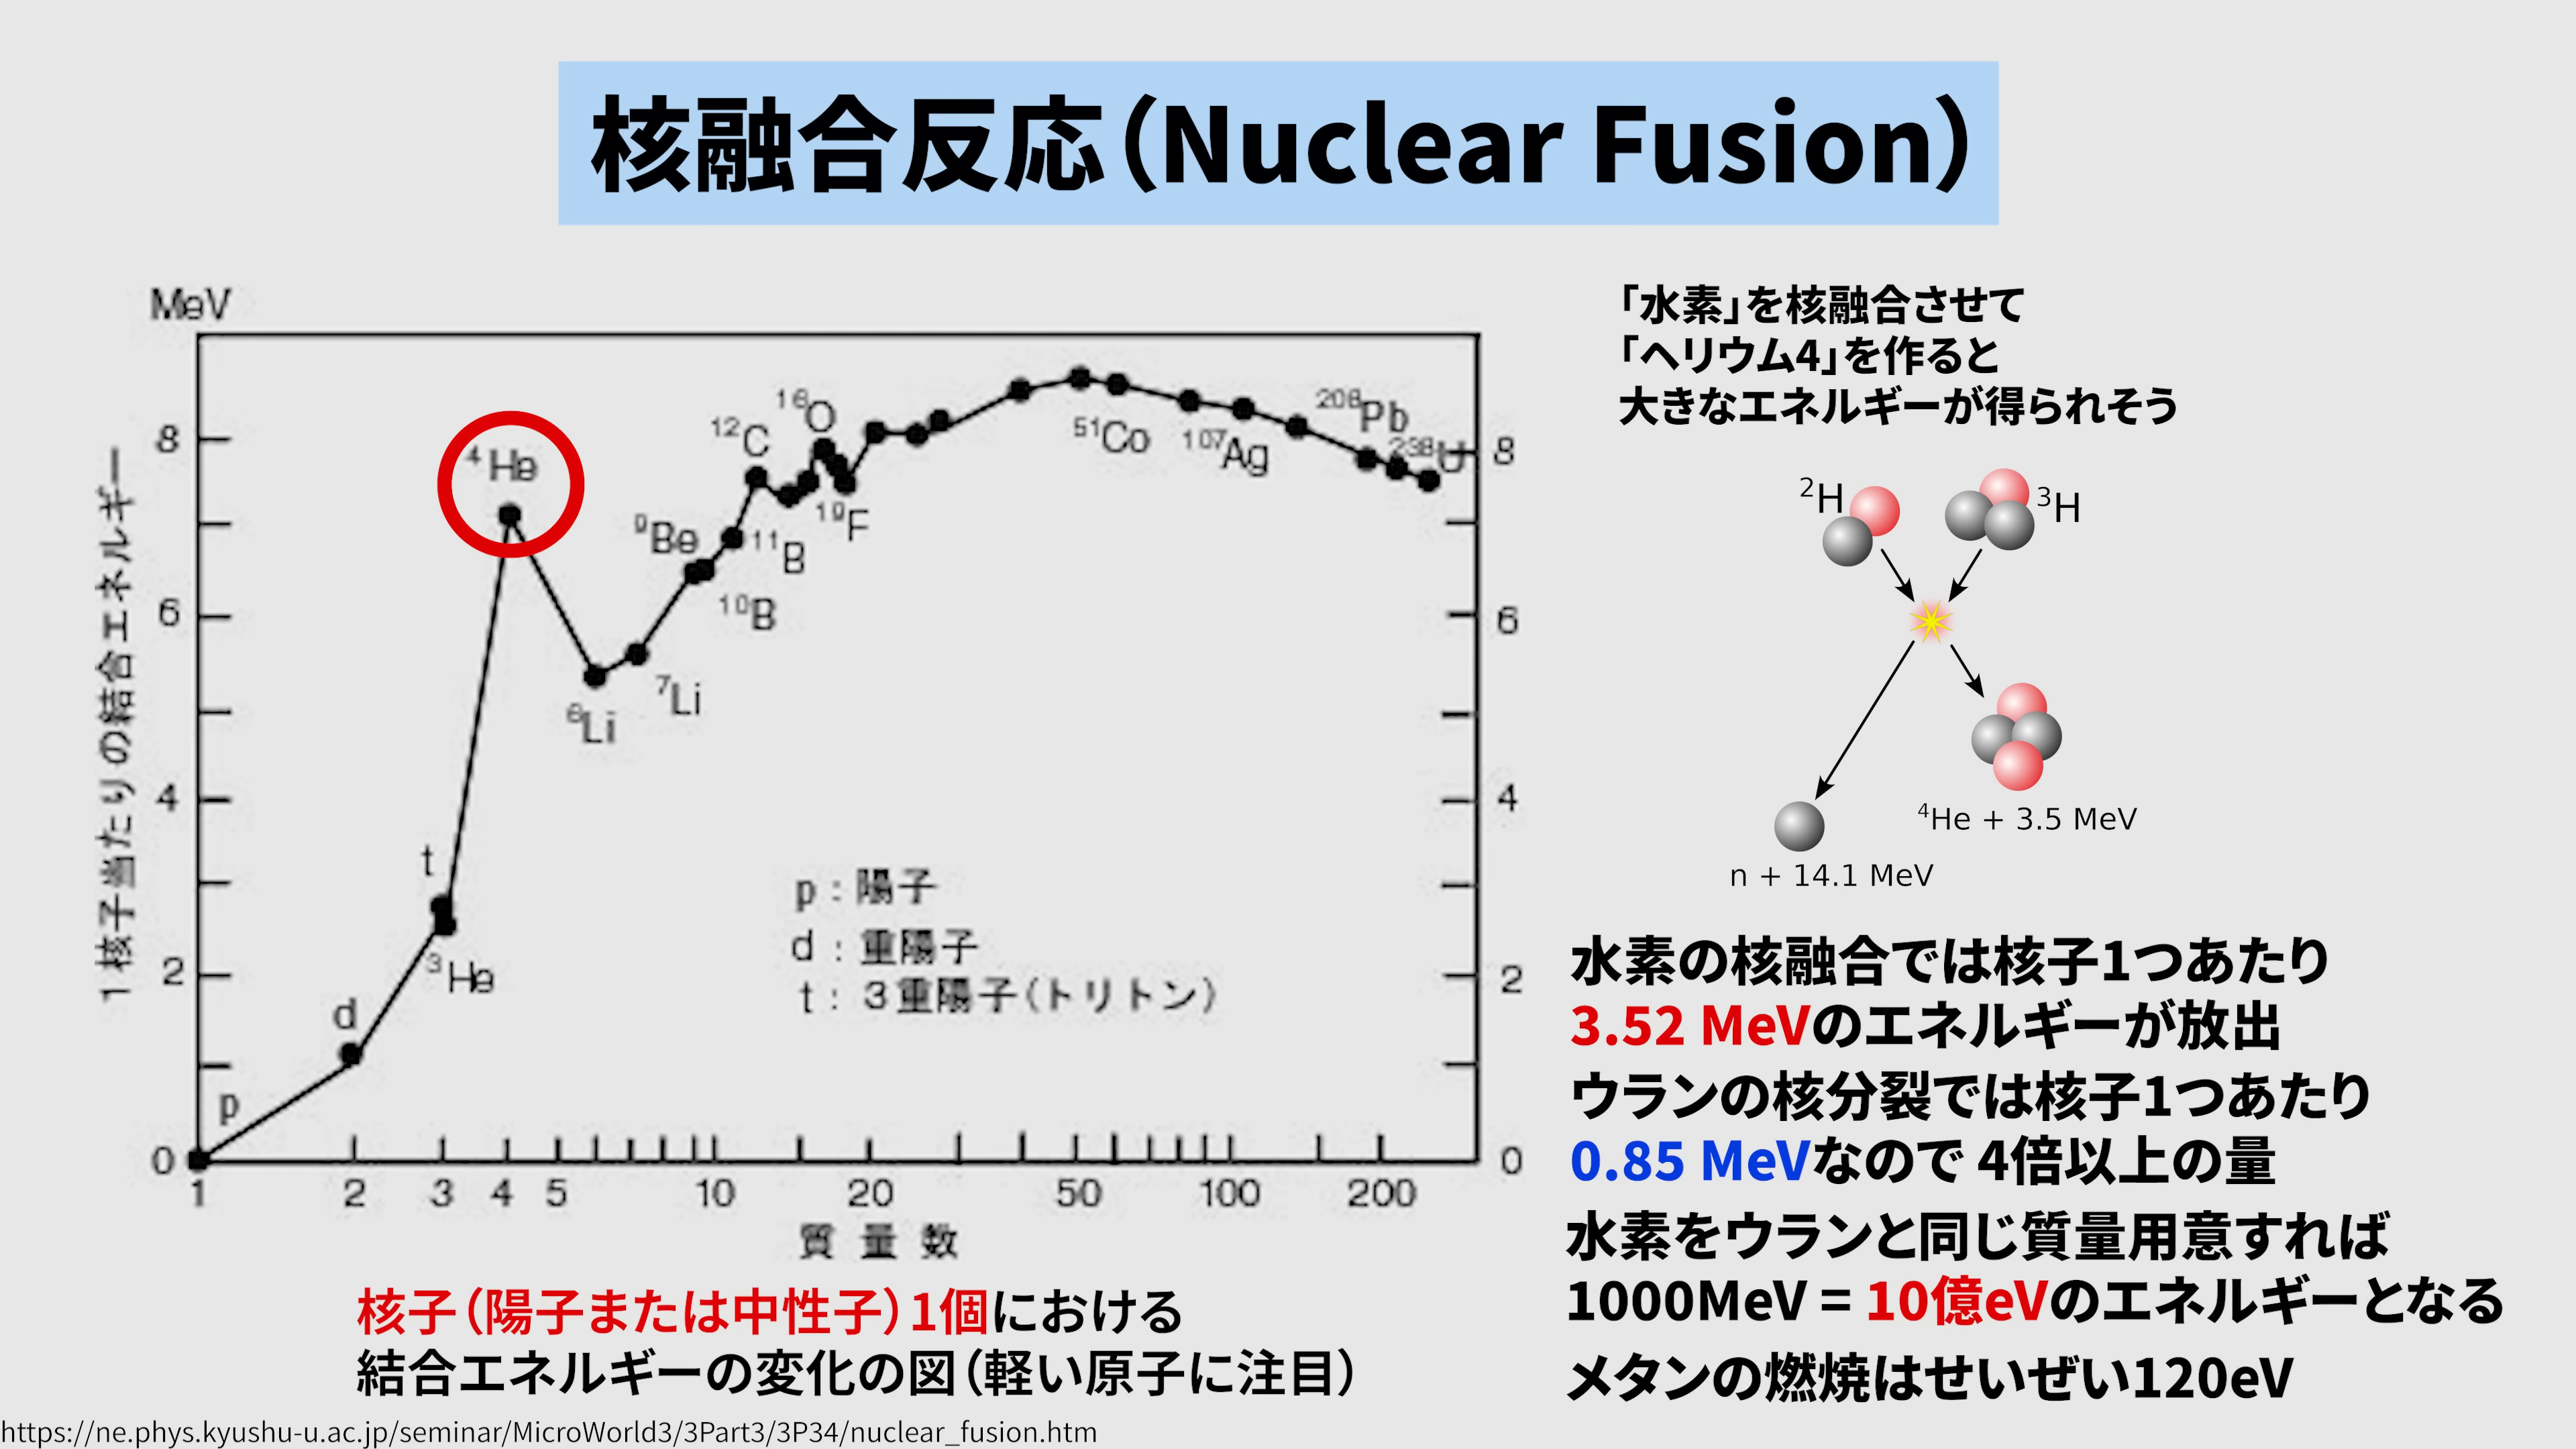 核融合反応（Nuclear Fusion）
MeV
1核子当たりの結合エネルギー
8
6
4
2
0
8
6
4
2
0
1 2 3 4 5 10 20 50 100 200
質量数
p
d
t
³He
⁴He
⁶Li
⁷Li
⁹Be
¹⁰B
¹¹B
¹²C
¹⁶O
¹⁹F
⁵¹Co
¹⁰⁷Ag
²⁰⁸Pb
²³⁸U
p：陽子
d：重陽子
t：3重陽子（トリトン）
核子（陽子または中性子）1個における
結合エネルギーの変化の図（軽い原子に注目）
https://ne.phys.kyushu-u.ac.jp/seminar/MicroWorld3/3Part3/3P34/nuclear_fusion.htm
「水素」を核融合させて
「ヘリウム4」を作ると
大きなエネルギーが得られそう
²H
³H
⁴He + 3.5 MeV
n + 14.1 MeV
水素の核融合では核子1つあたり
3.52 MeVのエネルギーが放出
ウランの核分裂では核子1つあたり
0.85 MeVなので 4倍以上の量
水素をウランと同じ質量用意すれば
1000MeV = 10億eVのエネルギーとなる
メタンの燃焼はせいぜい120eV